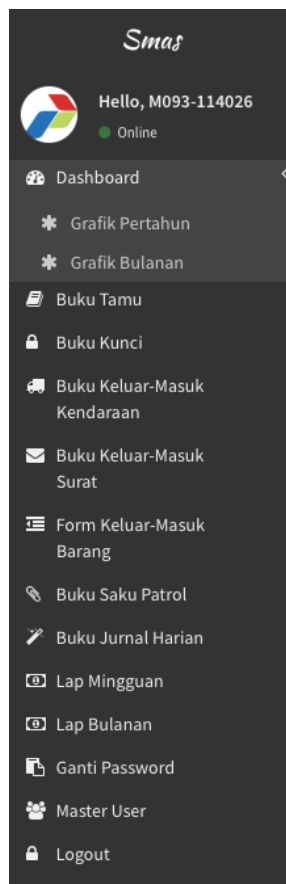 Smas
Hello, M093-114026
Online
Dashboard
Grafik Pertahun
Grafik Bulanan
Buku Tamu
Buku Kunci
Buku Keluar-Masuk
Kendaraan
Buku Keluar-Masuk
Surat
Form Keluar-Masuk
Barang
Buku Saku Patrol
Buku Jurnal Harian
Lap Mingguan
Lap Bulanan
Ganti Password
Master User
Logout